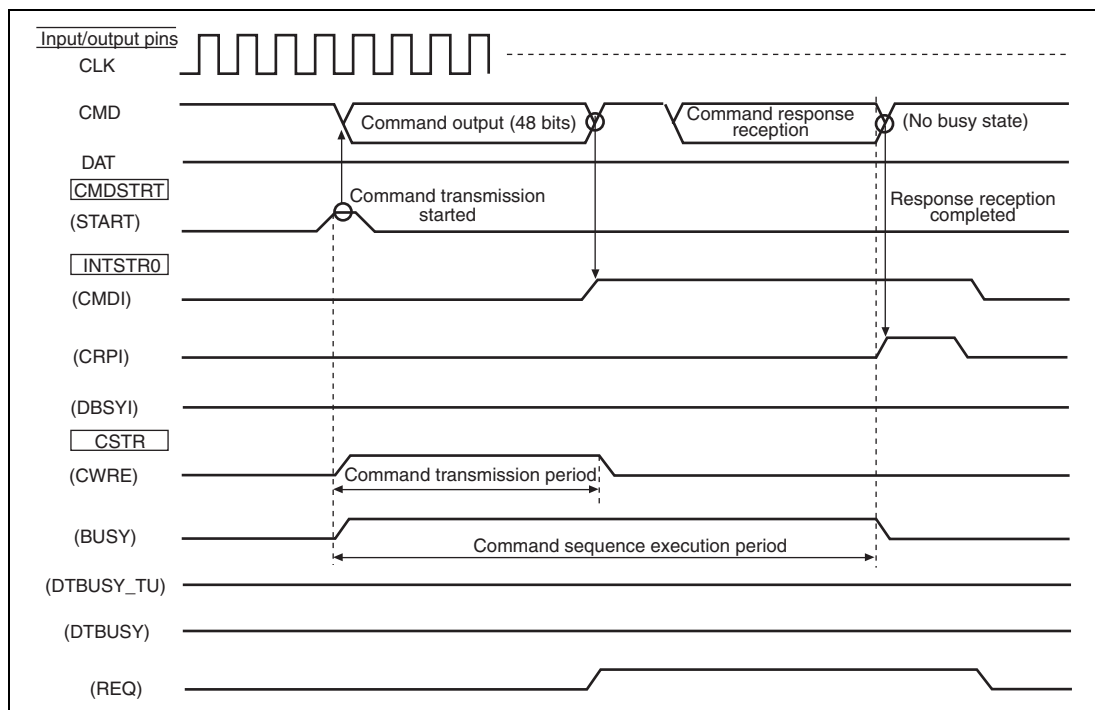 Input/output pins
CLK
CMD
Command output (48 bits)
Command response
reception
(No busy state)
DAT
CMDSTRT
(START)
Command transmission
started
Response reception
completed
INTSTR0
(CMDI)
(CRPI)
(DBSYI)
CSTR
(CWRE)
Command transmission period
(BUSY)
Command sequence execution period
(DTBUSY_TU)
(DTBUSY)
(REQ)